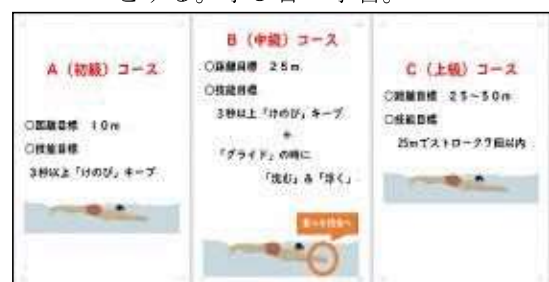 A（初級）コース
○距離目標　10m
○技能目標
3秒以上「けのび」キープ
B（中級）コース
○距離目標　25m
○技能目標
3秒以上「けのび」キープ
+
「グライド」の時に
「沈む」&「浮く」
C（上級）コース
○距離目標　25～50m
○技能目標
25mでストローク7回以内